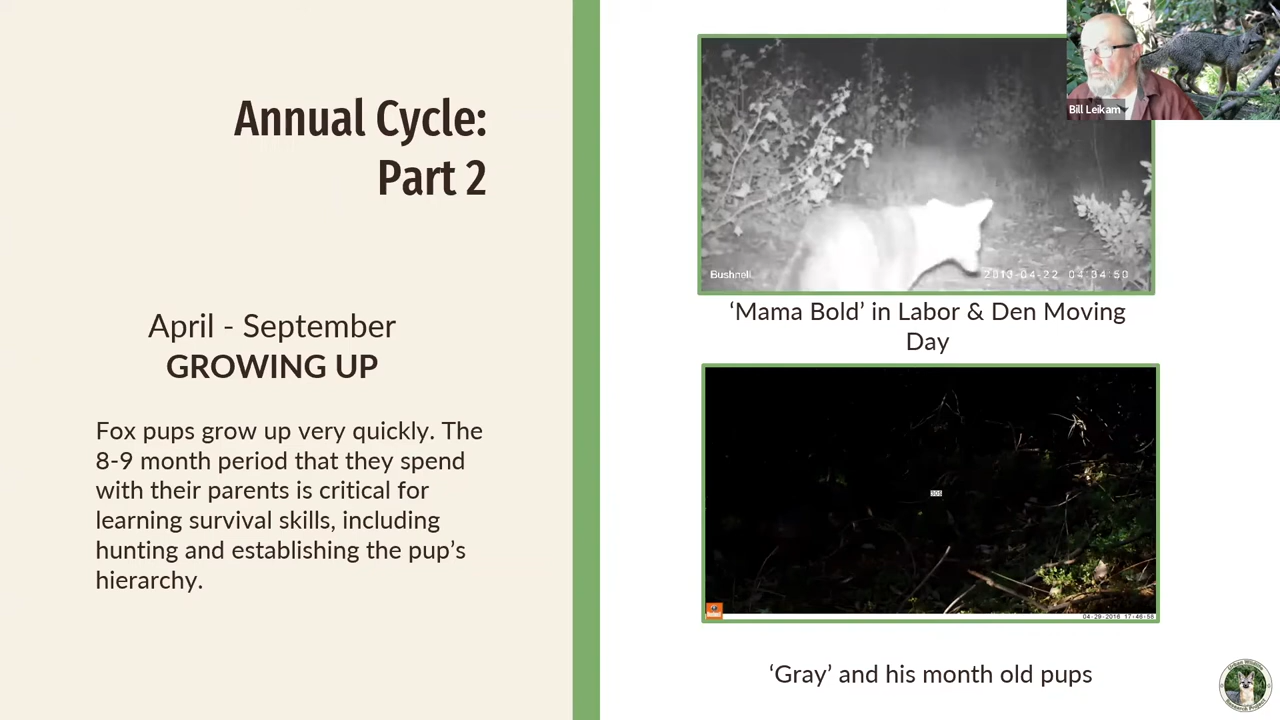 Annual Cycle:
Part 2
April - September
GROWING UP
Fox pups grow up very quickly. The
8-9 month period that they spend
with their parents is critical for
learning survival skills, including
hunting and establishing the pup’s
hierarchy.
Bill Leikam
Bushnell
2013-04-22 04:34:50
‘Mama Bold’ in Labor & Den Moving
Day
04-29-2016 17:46:58
‘Gray’ and his month old pups